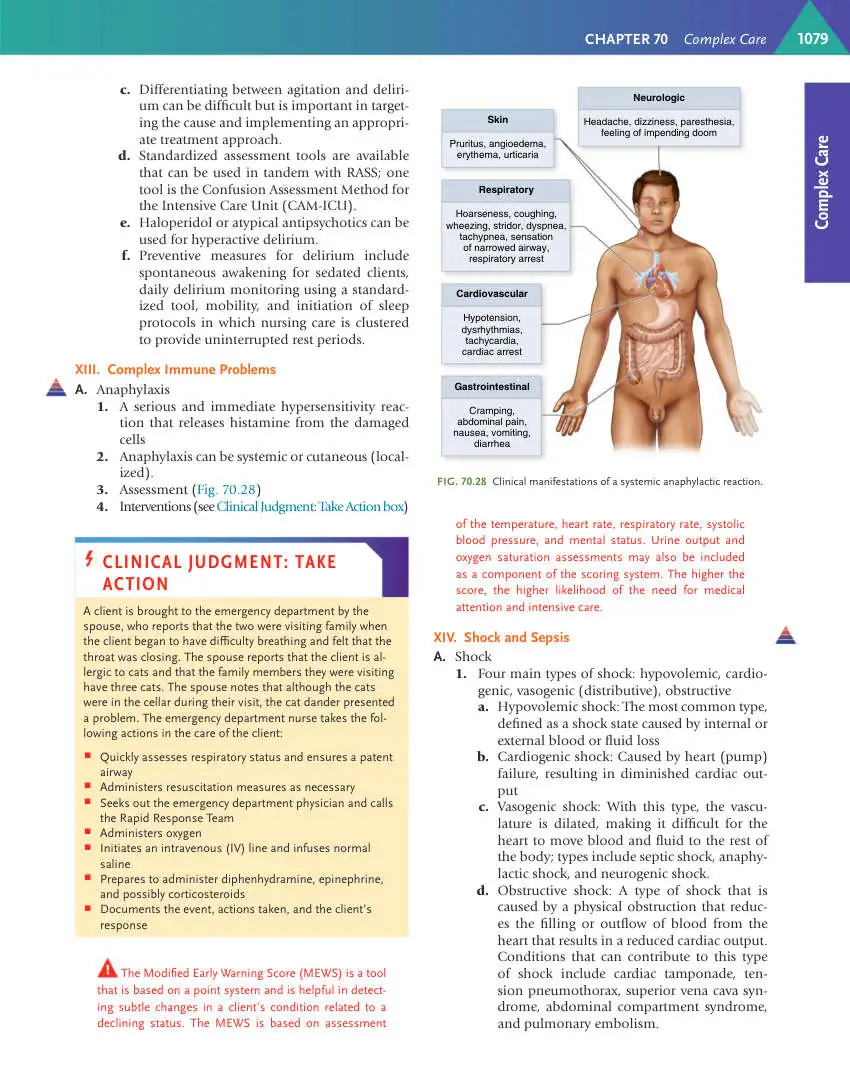 CHAPTER 70 Complex Care 1079
c. Differentiating between agitation and deliri-
um can be difficult but is important in target-
ing the cause and implementing an appropri-
ate treatment approach.
d. Standardized assessment tools are available
that can be used in tandem with RASS; one
tool is the Confusion Assessment Method for
the Intensive Care Unit (CAM-ICU).
e. Haloperidol or atypical antipsychotics can be
used for hyperactive delirium.
f. Preventive measures for delirium include
spontaneous awakening for sedated clients,
daily delirium monitoring using a standard-
ized tool, mobility, and initiation of sleep
protocols in which nursing care is clustered
to provide uninterrupted rest periods.
XIII. Complex Immune Problems
A. Anaphylaxis
1. A serious and immediate hypersensitivity reac-
tion that releases histamine from the damaged
cells
2. Anaphylaxis can be systemic or cutaneous (local-
ized).
3. Assessment (Fig. 70.28)
4. Interventions (see Clinical Judgment: Take Action box)
CLINICAL JUDGMENT: TAKE
ACTION
A client is brought to the emergency department by the
spouse, who reports that the two were visiting family when
the client began to have difficulty breathing and felt that the
throat was closing. The spouse reports that the client is al-
lergic to cats and that the family members they were visiting
have three cats. The spouse notes that although the cats
were in the cellar during their visit, the cat dander presented
a problem. The emergency department nurse takes the fol-
lowing actions in the care of the client:
▪ Quickly assesses respiratory status and ensures a patent
airway
▪ Administers resuscitation measures as necessary
▪ Seeks out the emergency department physician and calls
the Rapid Response Team
▪ Administers oxygen
▪ Initiates an intravenous (IV) line and infuses normal
saline
▪ Prepares to administer diphenhydramine, epinephrine,
and possibly corticosteroids
▪ Documents the event, actions taken, and the client's
response
The Modified Early Warning Score (MEWS) is a tool
that is based on a point system and is helpful in detect-
ing subtle changes in a client's condition related to a
declining status. The MEWS is based on assessment
Neurologic
Headache, dizziness, paresthesia,
feeling of impending doom
Skin
Pruritus, angioedema,
erythema, urticaria
Respiratory
Hoarseness, coughing,
wheezing, stridor, dyspnea,
tachypnea, sensation
of narrowed airway,
respiratory arrest
Cardiovascular
Hypotension,
dysrhythmias,
tachycardia,
cardiac arrest
Gastrointestinal
Cramping,
abdominal pain,
nausea, vomiting,
diarrhea
FIG. 70.28 Clinical manifestations of a systemic anaphylactic reaction.
of the temperature, heart rate, respiratory rate, systolic
blood pressure, and mental status. Urine output and
oxygen saturation assessments may also be included
as a component of the scoring system. The higher the
score, the higher likelihood of the need for medical
attention and intensive care.
XIV. Shock and Sepsis
A. Shock
1. Four main types of shock: hypovolemic, cardio-
genic, vasogenic (distributive), obstructive
a. Hypovolemic shock: The most common type,
defined as a shock state caused by internal or
external blood or fluid loss
b. Cardiogenic shock: Caused by heart (pump)
failure, resulting in diminished cardiac out-
put
c. Vasogenic shock: With this type, the vascu-
lature is dilated, making it difficult for the
heart to move blood and fluid to the rest of
the body; types include septic shock, anaphy-
lactic shock, and neurogenic shock.
d. Obstructive shock: A type of shock that is
caused by a physical obstruction that reduc-
es the filling or outflow of blood from the
heart that results in a reduced cardiac output.
Conditions that can contribute to this type
of shock include cardiac tamponade, ten-
sion pneumothorax, superior vena cava syn-
drome, abdominal compartment syndrome,
and pulmonary embolism.
Complex Care